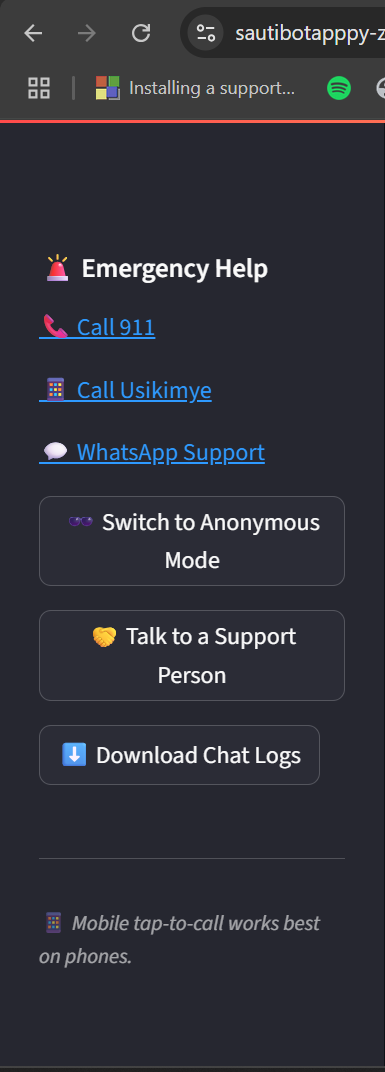 sautibotapppy-z
Installing a support...
Emergency Help
Call 911
Call Usikimye
WhatsApp Support
Switch to Anonymous
Mode
Talk to a Support
Person
Download Chat Logs
Mobile tap-to-call works best
on phones.